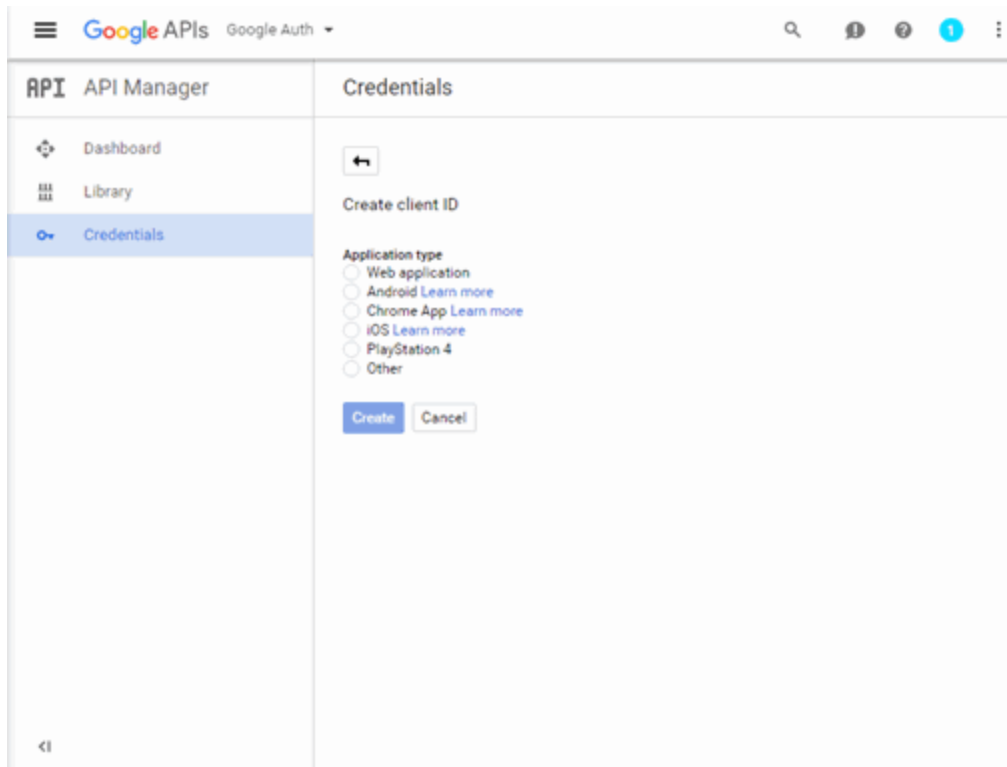 Google APIs Google Auth
1
API API Manager
Credentials
Dashboard
Library
Credentials
Create client ID
Application type
Web application
Android Learn more
Chrome App Learn more
iOS Learn more
PlayStation 4
Other
Create Cancel